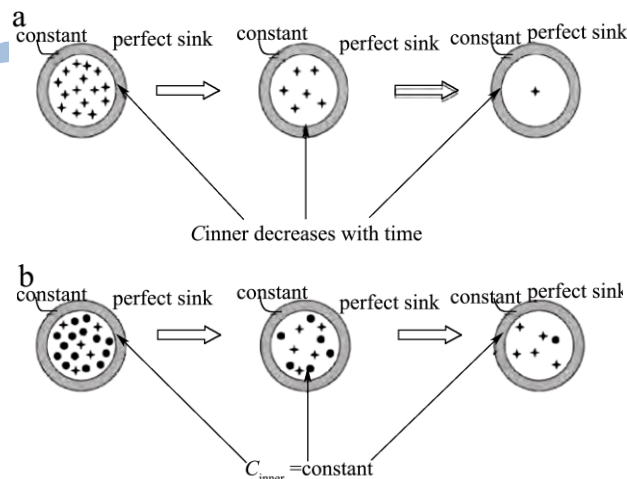 a
constant perfect sink
constant perfect sink
constant perfect sink
Cinner decreases with time
b
constant perfect sink
constant perfect sink
constant perfect sink
Cinner =constant